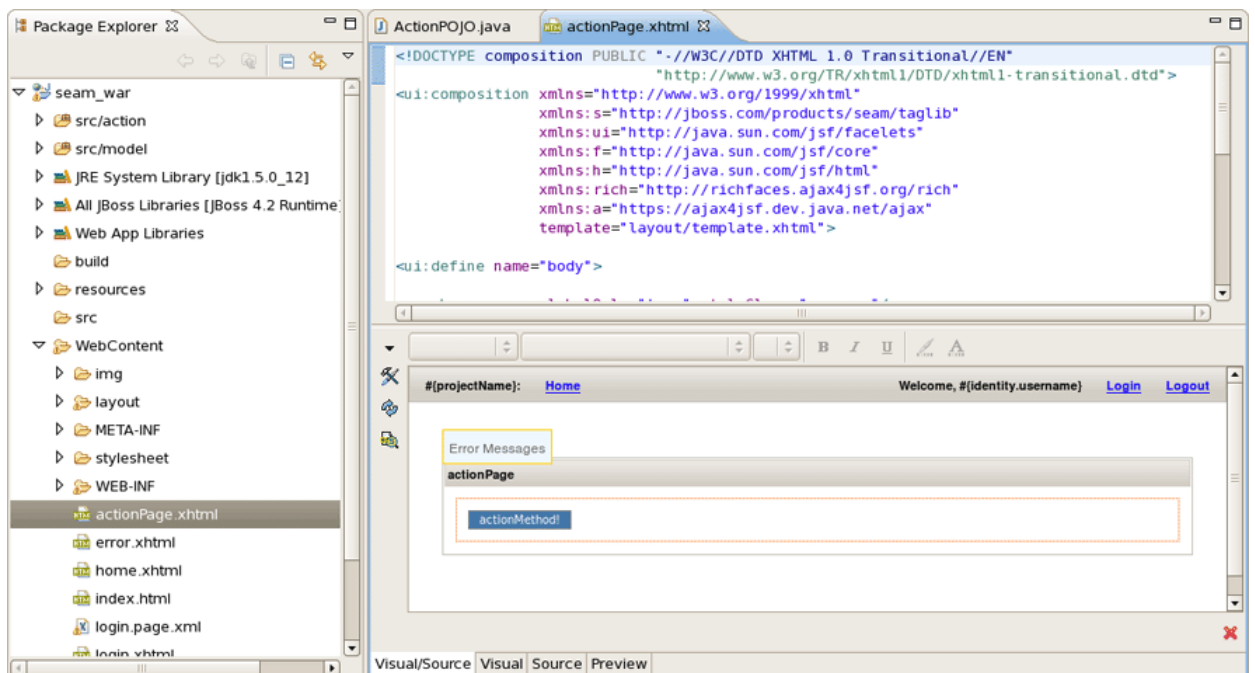 Package Explorer
seam_war
src/action
src/model
JRE System Library [jdk1.5.0_12]
All JBoss Libraries [JBoss 4.2 Runtime]
Web App Libraries
build
resources
src
WebContent
img
layout
META-INF
stylesheet
WEB-INF
actionPage.xhtml
error.xhtml
home.xhtml
index.html
login.page.xml
login.xhtml
ActionPOJO.java
actionPage.xhtml
<!DOCTYPE composition PUBLIC "-//W3C//DTD XHTML 1.0 Transitional//EN"
"http://www.w3.org/TR/xhtml1/DTD/xhtml1-transitional.dtd">
<ui:composition xmlns="http://www.w3.org/1999/xhtml"
xmlns:s="http://jboss.com/products/seam/taglib"
xmlns:ui="http://java.sun.com/jsf/facelets"
xmlns:f="http://java.sun.com/jsf/core"
xmlns:h="http://java.sun.com/jsf/html"
xmlns:rich="http://richfaces.ajax4jsf.org/rich"
xmlns:a="https://ajax4jsf.dev.java.net/ajax"
template="layout/template.xhtml">
<ui:define name="body">
B I U A
#{projectName}: Home Welcome, #{identity.username} Login Logout
Error Messages
actionPage
actionMethod!
Visual/Source Visual Source Preview